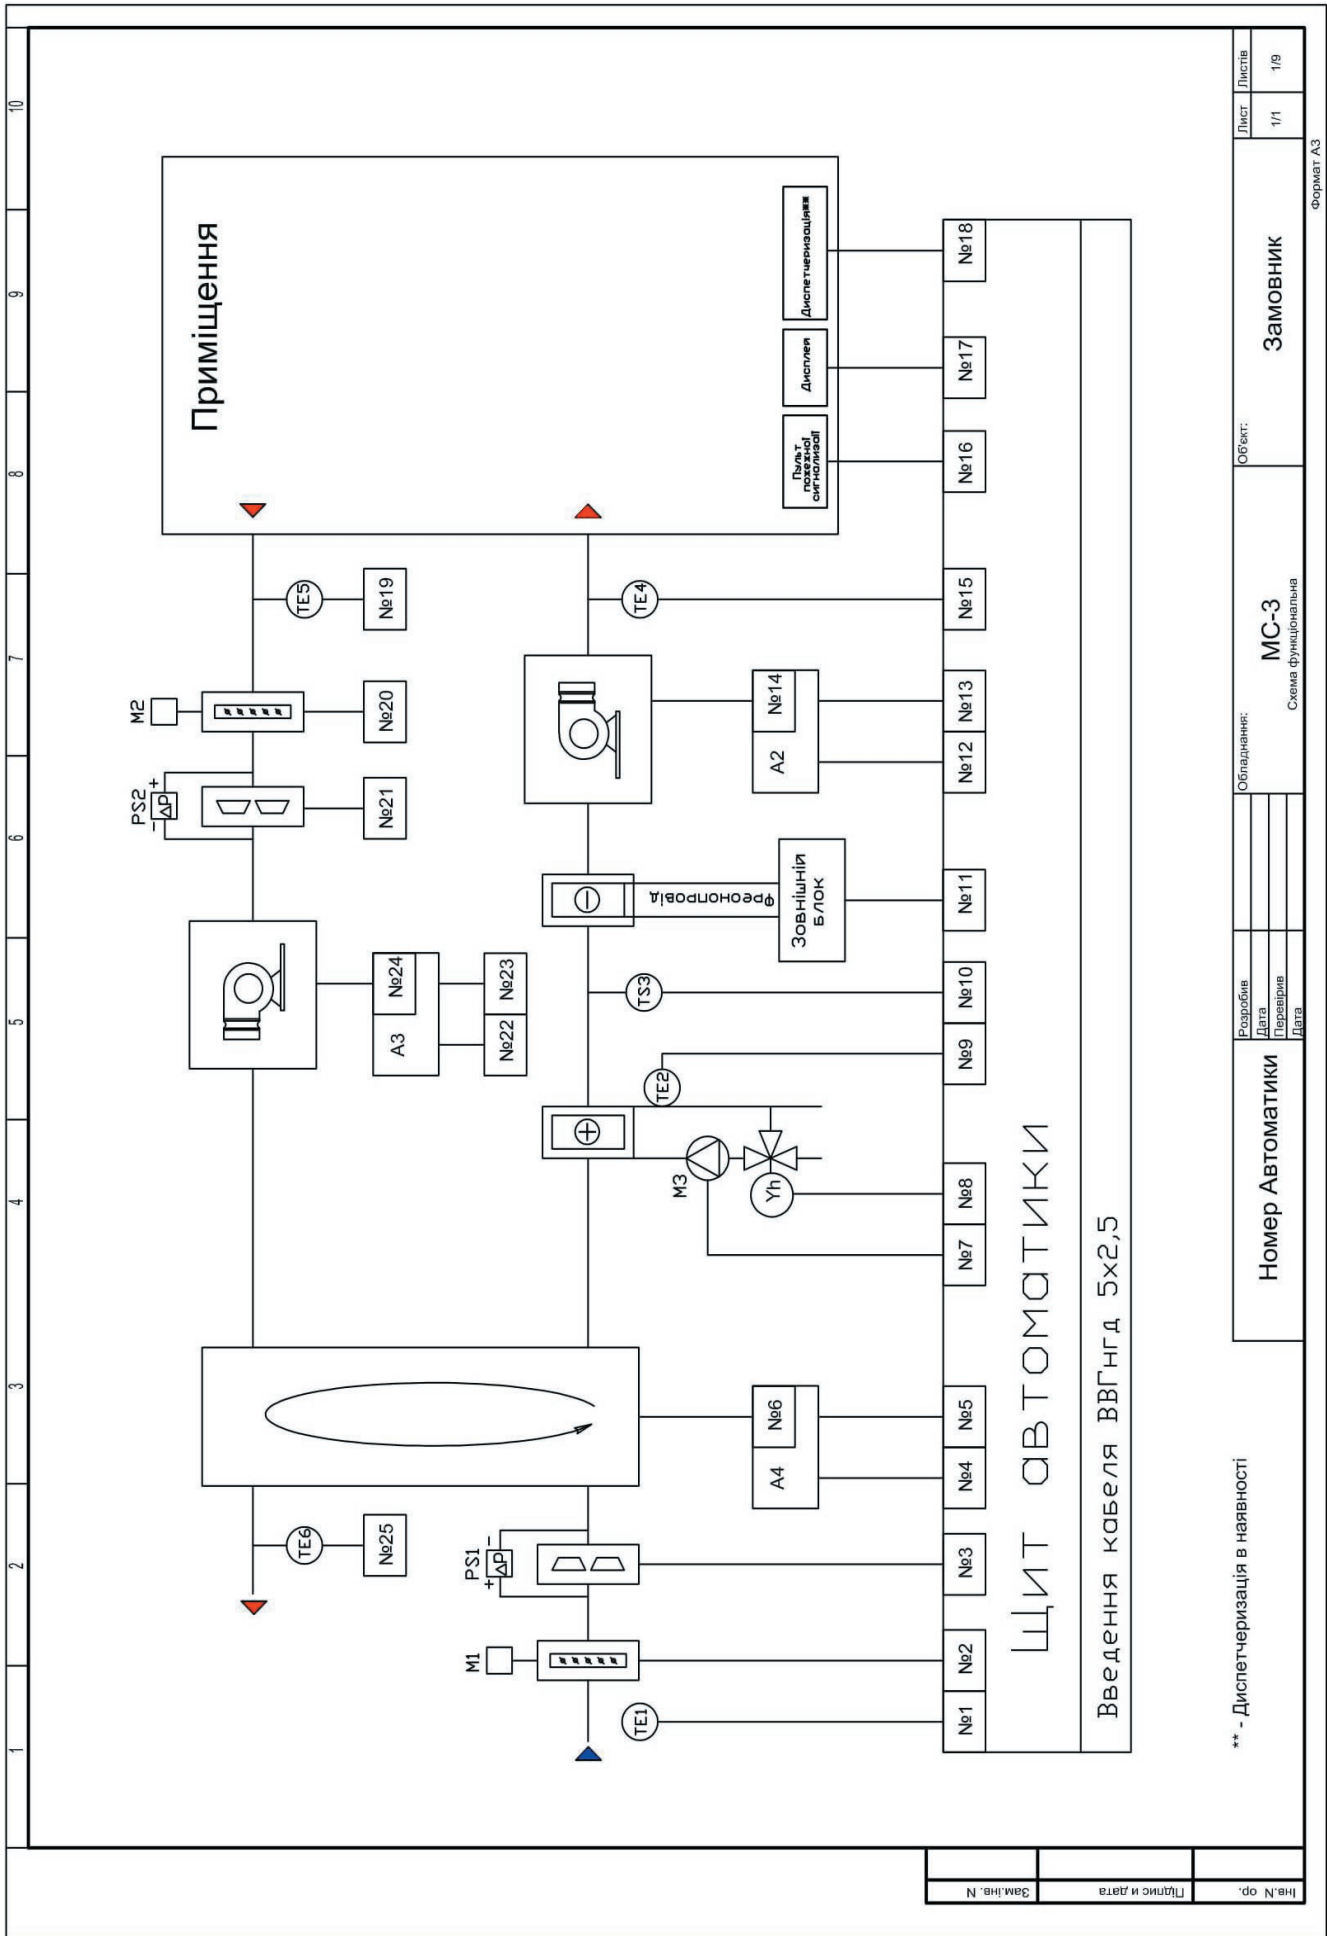 1
2
3
4
5
6
7
8
9
10
Приміщення
M2
PS2
- ΔP +
TE5
№19
№20
№21
№24
A3
№22
№23
TE6
№25
PS1
+ ΔP -
M1
TE1
TE4
№14
A2
Фреонопровід
Зовнішній
блок
TS3
TE2
M3
Yh
№6
A4
Пульт
пожежної
сигналізації
Дисплей
Диспетчеризація**
№1
№2
№3
№4
№5
№7
№8
№9
№10
№11
№12
№13
№15
№16
№17
№18
Щит автоматики
Введення кабеля ВВГнгд 5х2,5
** - Диспетчеризація в наявності
Номер Автоматики
Розробив
Дата
Перевірив
Дата
Обладнання:
МС-3
Схема функціональна
Об'єкт:
Замовник
Лист
Листів
1/1
1/9
Формат А3
Зам.інв. N
Підпис и дата
Інв.N ор.